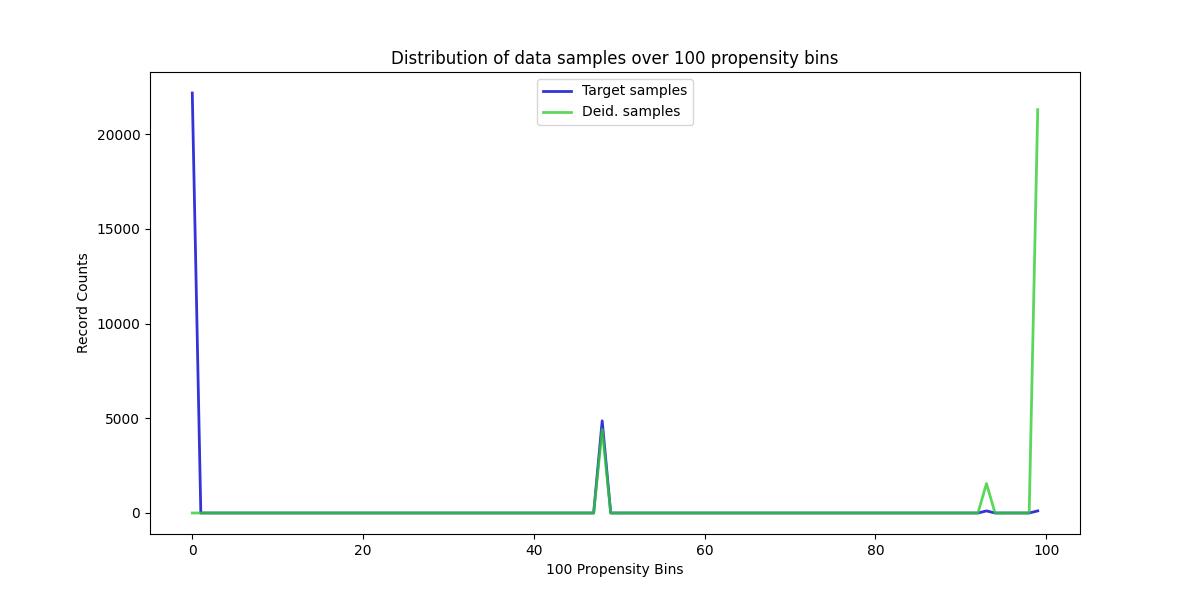 Distribution of data samples over 100 propensity bins
Target samples
Deid. samples
Record Counts
20000
15000
10000
5000
0
0 20 40 60 80 100
100 Propensity Bins